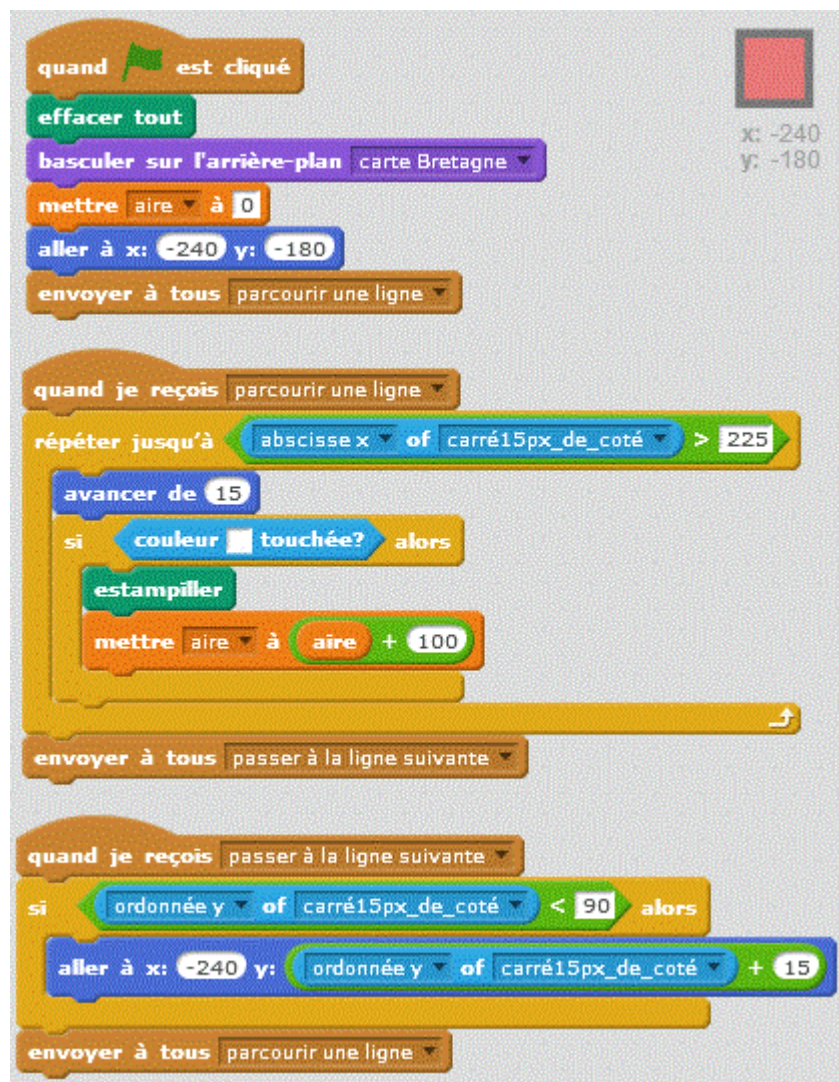 quand est cliqué
effacer tout
x: -240
basculer sur l'arrière-plan carte Bretagne
y: -180
mettre aire à 0
aller à x: -240 y: -180
envoyer à tous parcourir une ligne
quand je reçois parcourir une ligne
répéter jusqu'à abscisse x of carré15px_de_coté > 225
avancer de 15
si couleur touchée? alors
estampiller
mettre aire à aire + 100
envoyer à tous passer à la ligne suivante
quand je reçois passer à la ligne suivante
si ordonnée y of carré15px_de_coté < 90 alors
aller à x: -240 y: ordonnée y of carré15px_de_coté + 15
envoyer à tous parcourir une ligne